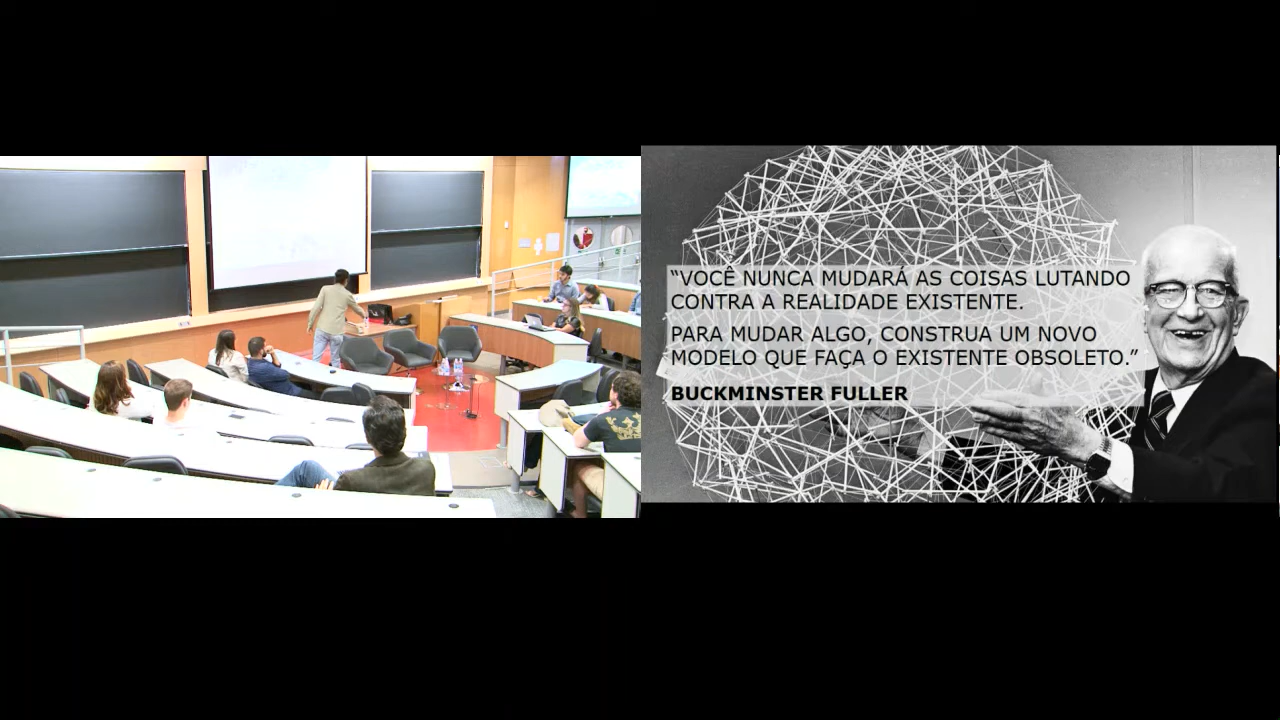 “VOCÊ NUNCA MUDARÁ AS COISAS LUTANDO
CONTRA A REALIDADE EXISTENTE.
PARA MUDAR ALGO, CONSTRUA UM NOVO
MODELO QUE FAÇA O EXISTENTE OBSOLETO.”
BUCKMINSTER FULLER